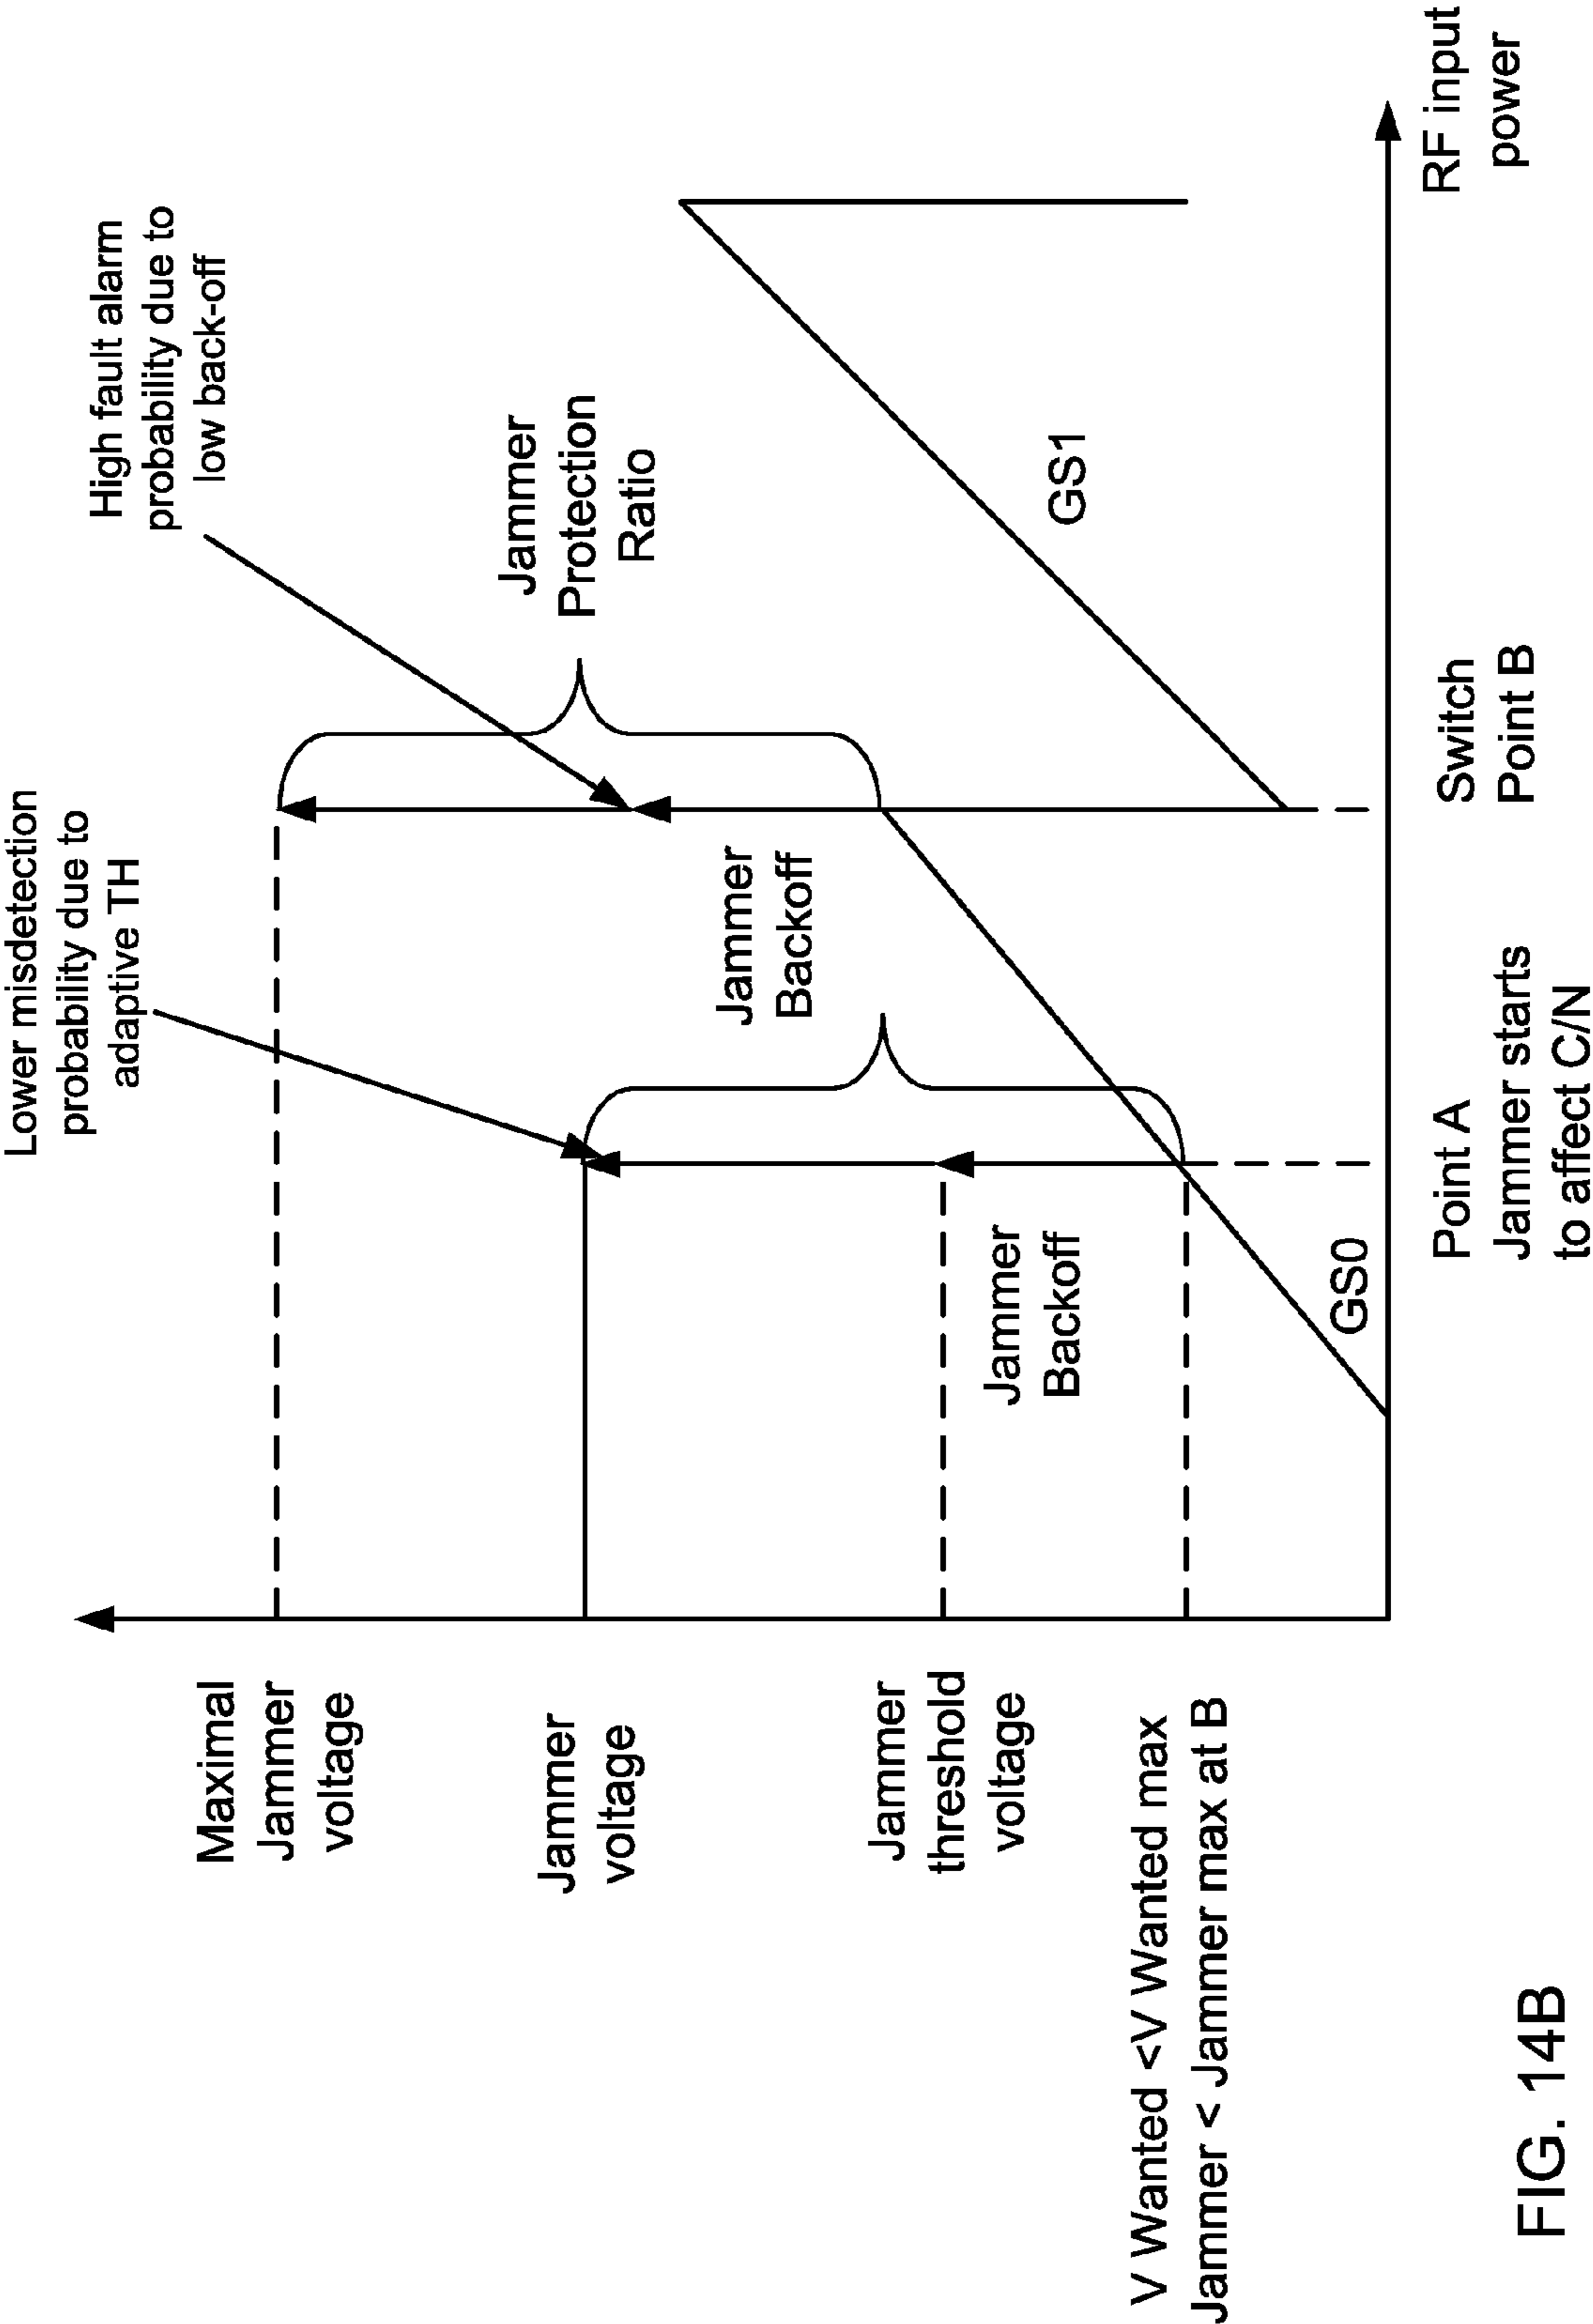 Lower misdetection
probability due to
adaptive TH
High fault alarm
probability due to
low back-off
Maximal
Jammer
voltage
Jammer
Protection
Ratio
Jammer
voltage
Jammer
Backoff
Jammer
threshold
voltage
Jammer
Backoff
GS1
V Wanted <V Wanted max
Jammer < Jammer max at B
GS0
Point A
Jammer starts
to affect C/N
Switch
Point B
RF input
power
FIG. 14B